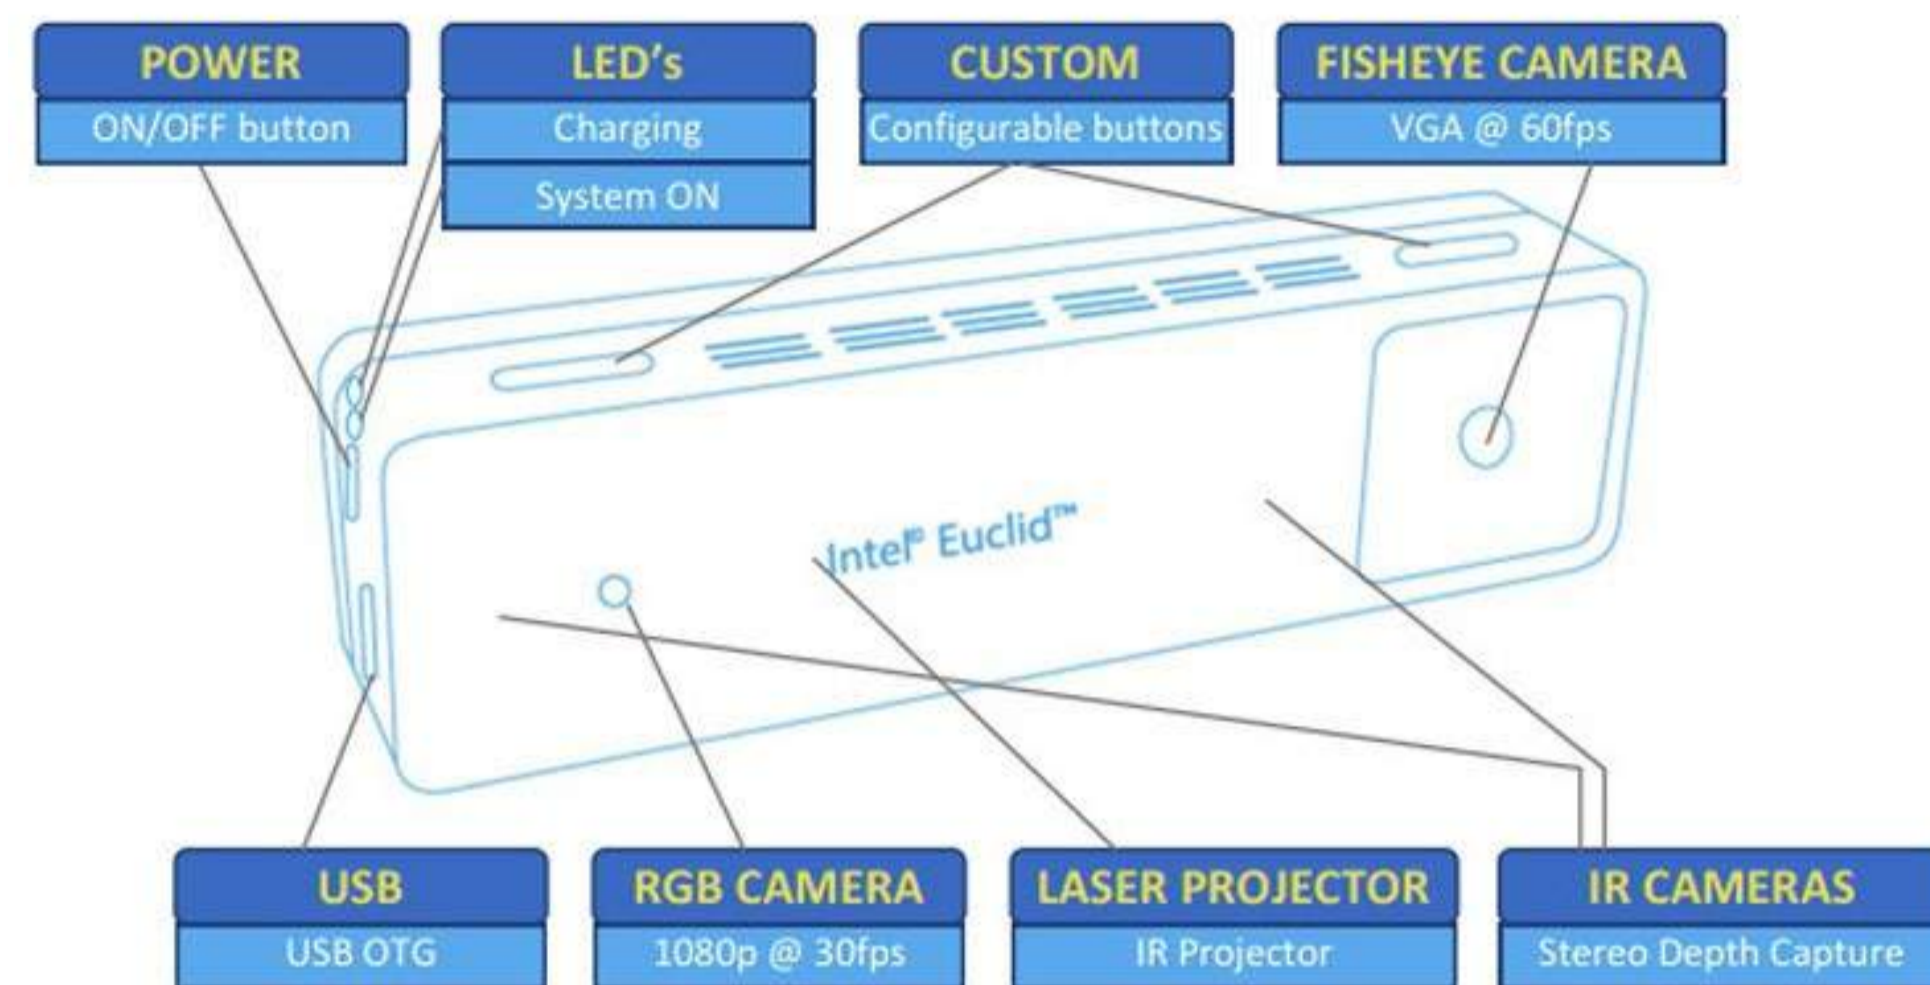 POWER
ON/OFF button
LED's
Charging
System ON
CUSTOM
Configurable buttons
FISHEYE CAMERA
VGA @ 60fps
Intel® Euclid™
USB
USB OTG
RGB CAMERA
1080p @ 30fps
LASER PROJECTOR
IR Projector
IR CAMERAS
Stereo Depth Capture